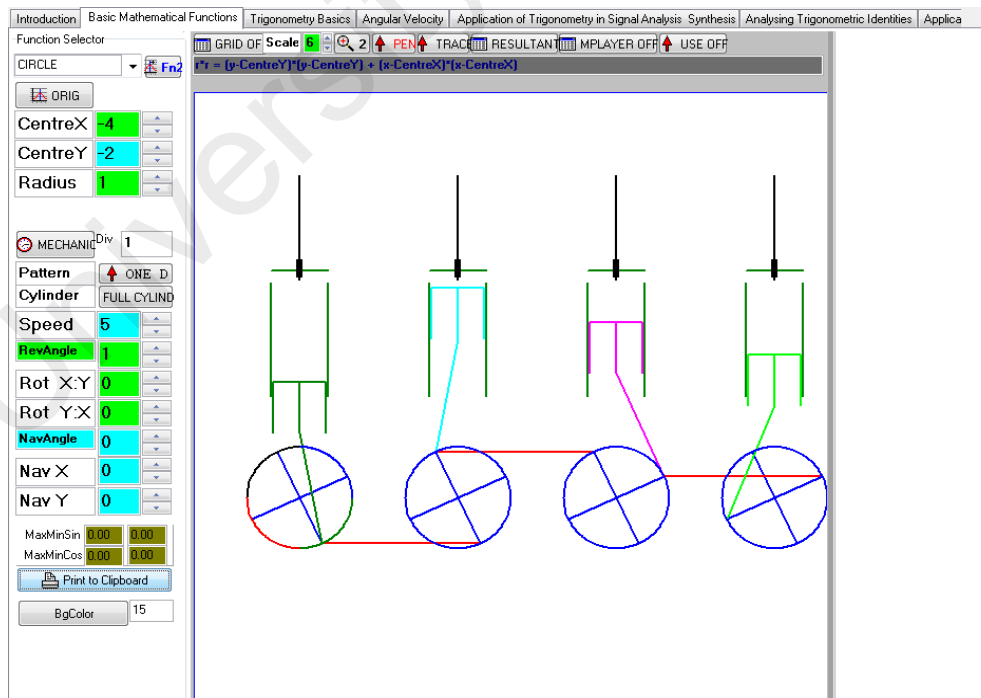 Introduction Basic Mathematical Functions Trigonometry Basics Angular Velocity Application of Trigonometry in Signal Analysis Synthesis Analysing Trigonometric Identities Applica
Function Selector
GRID OF Scale 6 2 PEN TRACE RESULTANT MPLAYER OFF USE OFF
CIRCLE Fn2
r*r = (y-CentreY)*(y-CentreY) + (x-CentreX)*(x-CentreX)
ORIG
CentreX -4
CentreY -2
Radius 1
MECHANIC Div 1
Pattern ONE D
Cylinder FULL CYLIND
Speed 5
RevAngle 1
Rot X:Y 0
Rot Y:X 0
NavAngle 0
Nav X 0
Nav Y 0
MaxMinSin 0.00 0.00
MaxMinCos 0.00 0.00
Print to Clipboard
BgColor 15
University